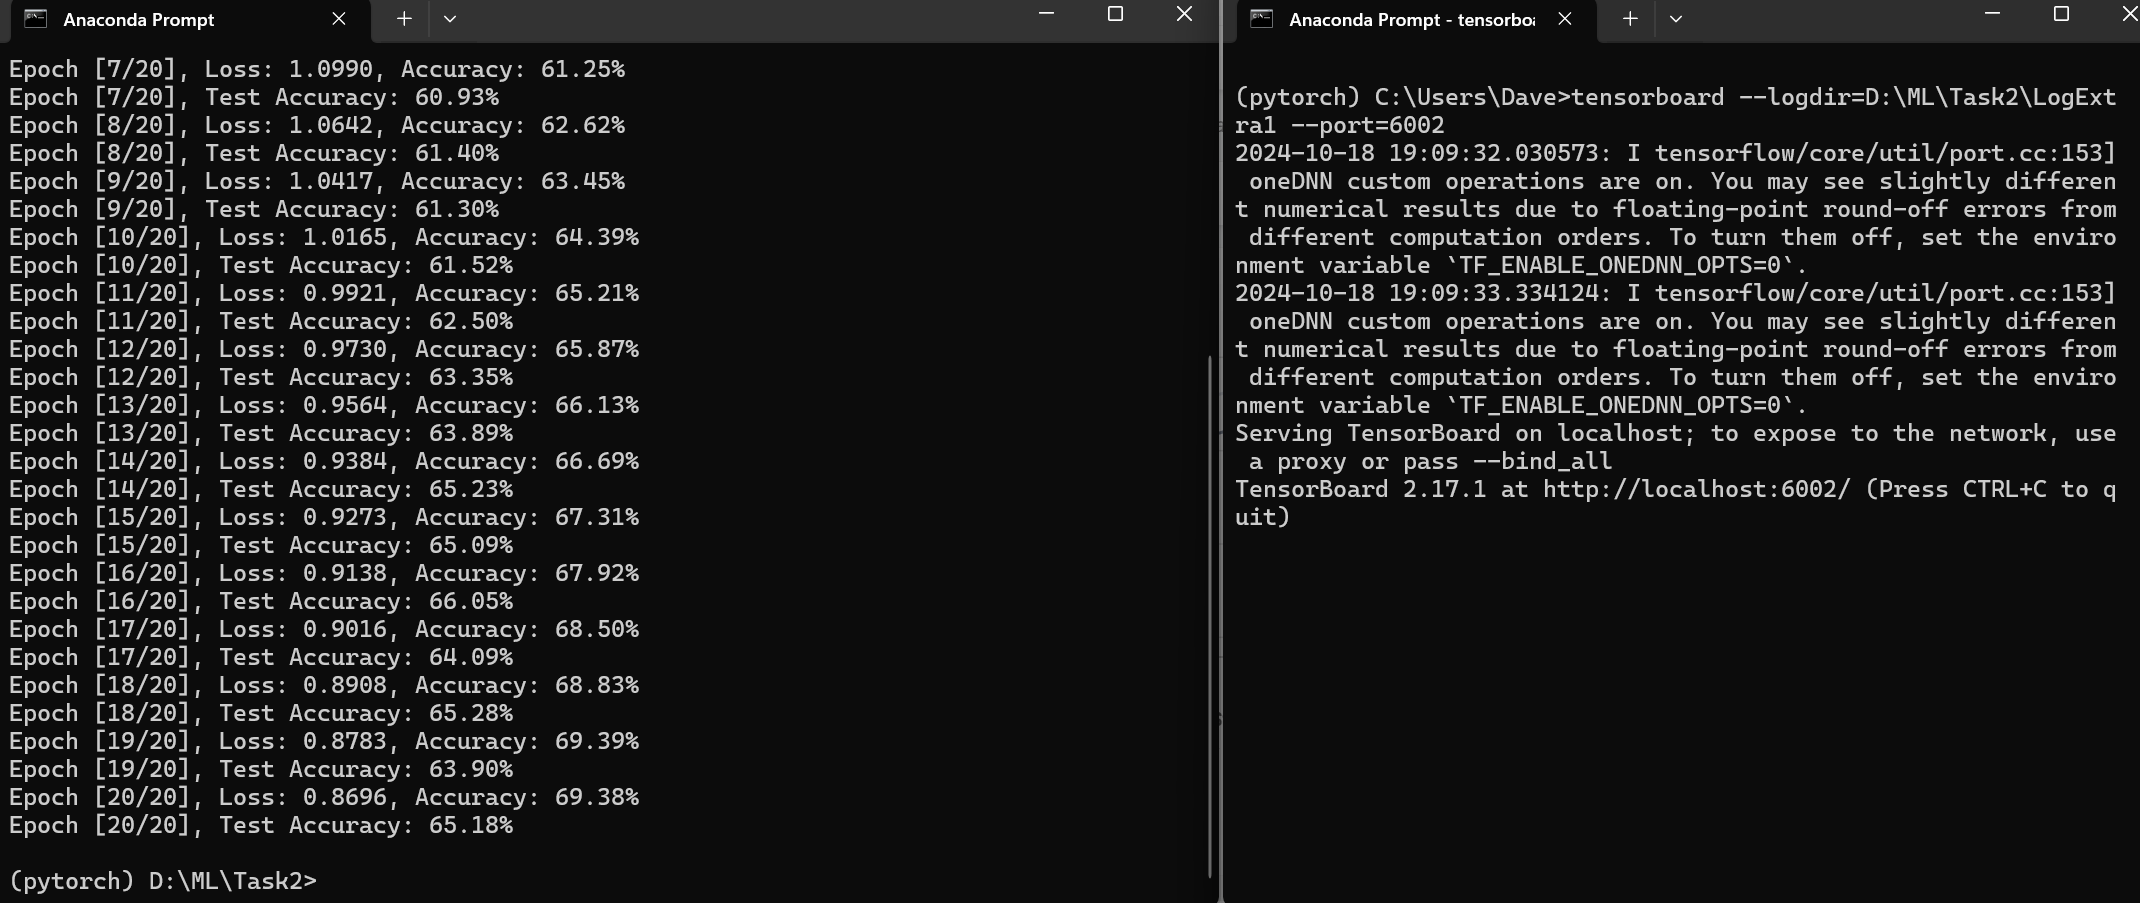 Anaconda Prompt
Epoch [7/20], Loss: 1.0990, Accuracy: 61.25%
Epoch [7/20], Test Accuracy: 60.93%
Epoch [8/20], Loss: 1.0642, Accuracy: 62.62%
Epoch [8/20], Test Accuracy: 61.40%
Epoch [9/20], Loss: 1.0417, Accuracy: 63.45%
Epoch [9/20], Test Accuracy: 61.30%
Epoch [10/20], Loss: 1.0165, Accuracy: 64.39%
Epoch [10/20], Test Accuracy: 61.52%
Epoch [11/20], Loss: 0.9921, Accuracy: 65.21%
Epoch [11/20], Test Accuracy: 62.50%
Epoch [12/20], Loss: 0.9730, Accuracy: 65.87%
Epoch [12/20], Test Accuracy: 63.35%
Epoch [13/20], Loss: 0.9564, Accuracy: 66.13%
Epoch [13/20], Test Accuracy: 63.89%
Epoch [14/20], Loss: 0.9384, Accuracy: 66.69%
Epoch [14/20], Test Accuracy: 65.23%
Epoch [15/20], Loss: 0.9273, Accuracy: 67.31%
Epoch [15/20], Test Accuracy: 65.09%
Epoch [16/20], Loss: 0.9138, Accuracy: 67.92%
Epoch [16/20], Test Accuracy: 66.05%
Epoch [17/20], Loss: 0.9016, Accuracy: 68.50%
Epoch [17/20], Test Accuracy: 64.09%
Epoch [18/20], Loss: 0.8908, Accuracy: 68.83%
Epoch [18/20], Test Accuracy: 65.28%
Epoch [19/20], Loss: 0.8783, Accuracy: 69.39%
Epoch [19/20], Test Accuracy: 63.90%
Epoch [20/20], Loss: 0.8696, Accuracy: 69.38%
Epoch [20/20], Test Accuracy: 65.18%
(pytorch) D:\ML\Task2>
Anaconda Prompt - tensorboa
(pytorch) C:\Users\Dave>tensorboard --logdir=D:\ML\Task2\LogExt
ra1 --port=6002
2024-10-18 19:09:32.030573: I tensorflow/core/util/port.cc:153]
 oneDNN custom operations are on. You may see slightly differen
t numerical results due to floating-point round-off errors from
 different computation orders. To turn them off, set the enviro
nment variable `TF_ENABLE_ONEDNN_OPTS=0`.
2024-10-18 19:09:33.334124: I tensorflow/core/util/port.cc:153]
 oneDNN custom operations are on. You may see slightly differen
t numerical results due to floating-point round-off errors from
 different computation orders. To turn them off, set the enviro
nment variable `TF_ENABLE_ONEDNN_OPTS=0`.
Serving TensorBoard on localhost; to expose to the network, use
 a proxy or pass --bind_all
TensorBoard 2.17.1 at http://localhost:6002/ (Press CTRL+C to q
uit)